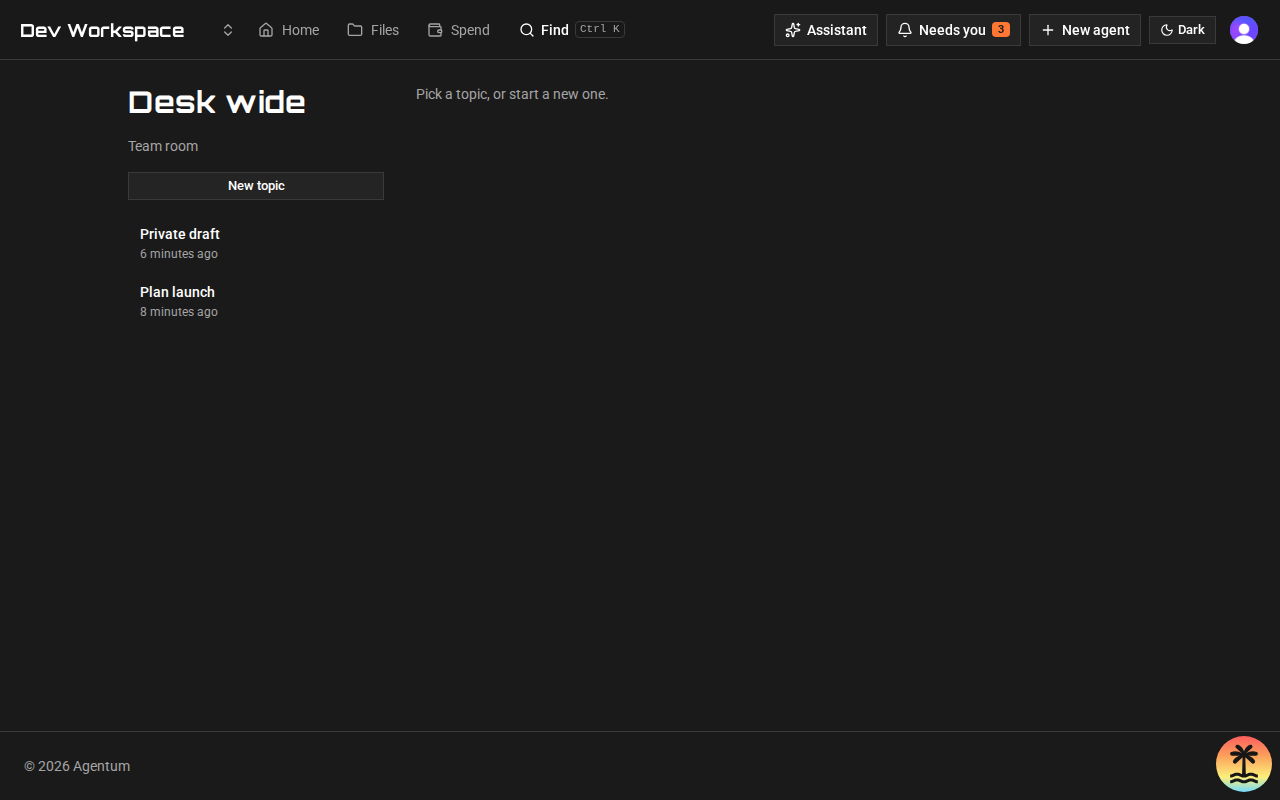 Dev Workspace
Home
Files
Spend
Find Ctrl K
Assistant
Needs you 3
New agent
Dark
Desk wide
Team room
New topic
Private draft
6 minutes ago
Plan launch
8 minutes ago
Pick a topic, or start a new one.
© 2026 Agentum